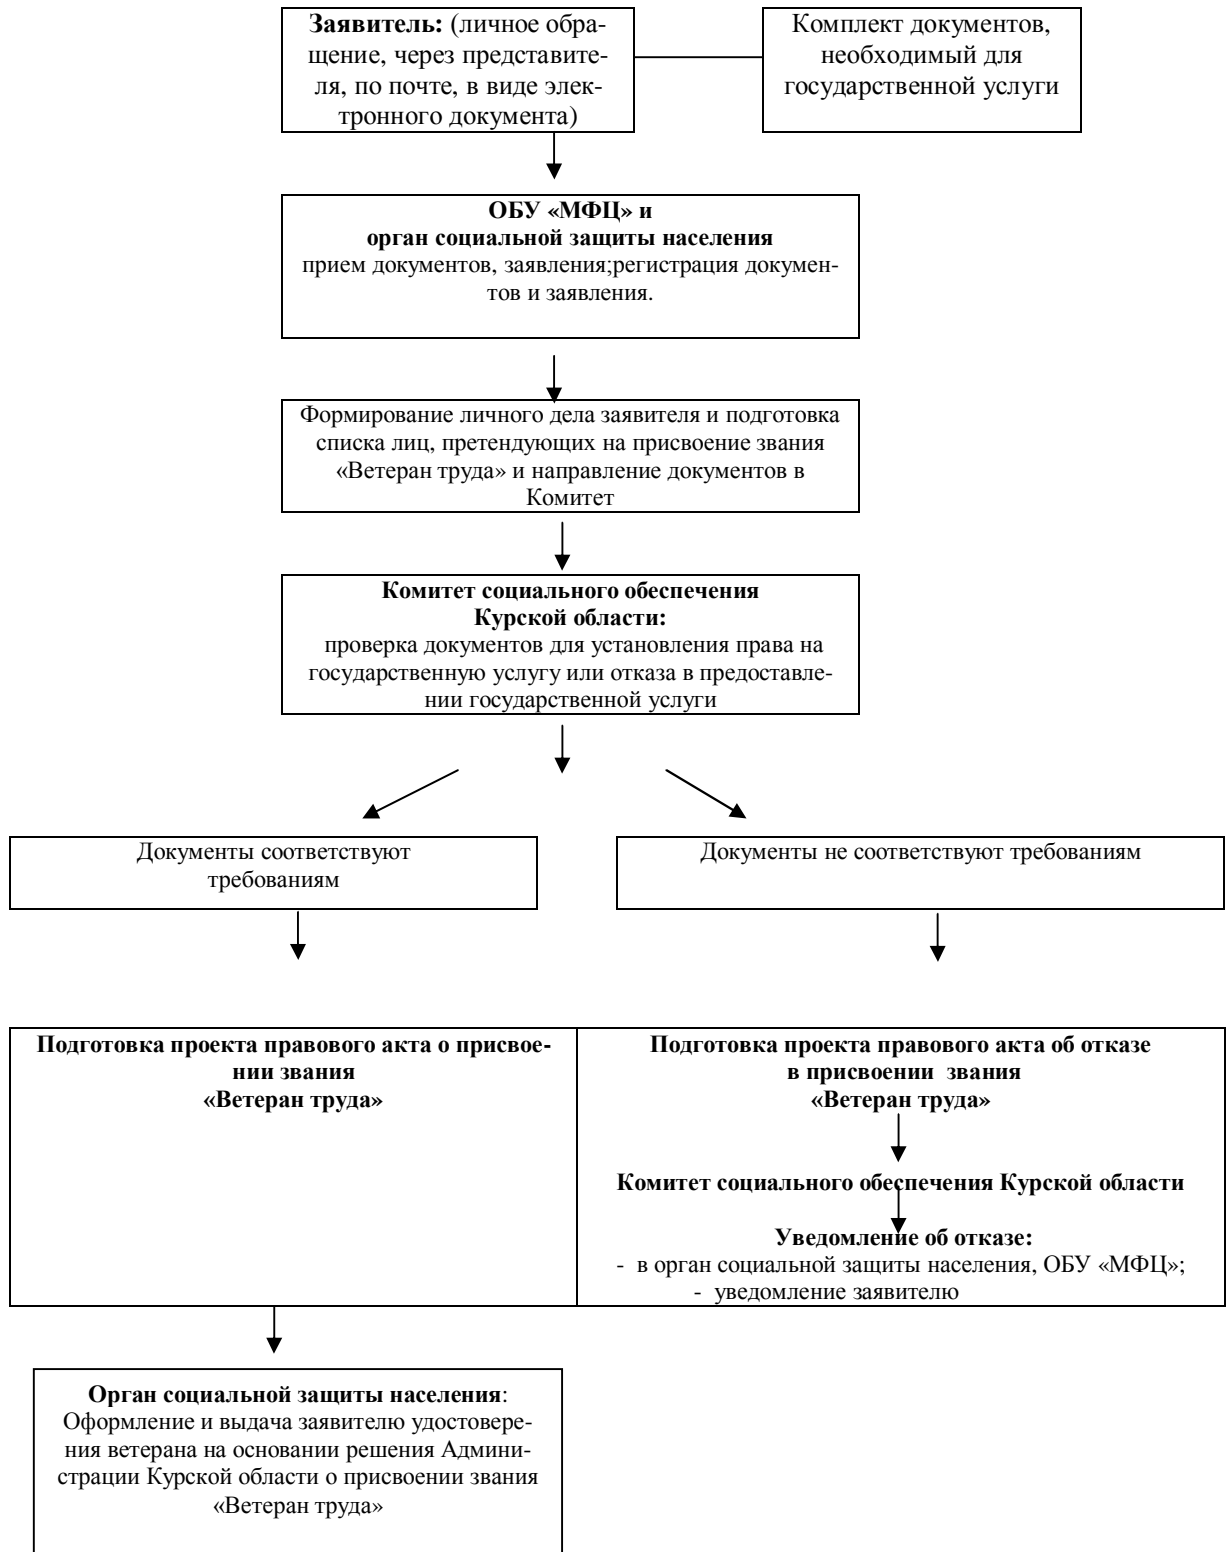 Заявитель: (личное обра-
щение, через представите-
ля, по почте, в виде элек-
тронного документа)
Комплект документов,
необходимый для
государственной услуги
ОБУ «МФЦ» и
орган социальной защиты населения
прием документов, заявления;регистрация докумен-
тов и заявления.
Формирование личного дела заявителя и подготовка
списка лиц, претендующих на присвоение звания
«Ветеран труда» и направление документов в
Комитет
Комитет социального обеспечения
Курской области:
проверка документов для установления права на
государственную услугу или отказа в предоставле-
нии государственной услуги
Документы соответствуют
требованиям
Документы не соответствуют требованиям
Подготовка проекта правового акта о присвое-
нии звания
«Ветеран труда»
Подготовка проекта правового акта об отказе
в присвоении звания
«Ветеран труда»
Комитет социального обеспечения Курской области
Уведомление об отказе:
- в орган социальной защиты населения, ОБУ «МФЦ»;
- уведомление заявителю
Орган социальной защиты населения:
Оформление и выдача заявителю удостовере-
ния ветерана на основании решения Админи-
страции Курской области о присвоении звания
«Ветеран труда»